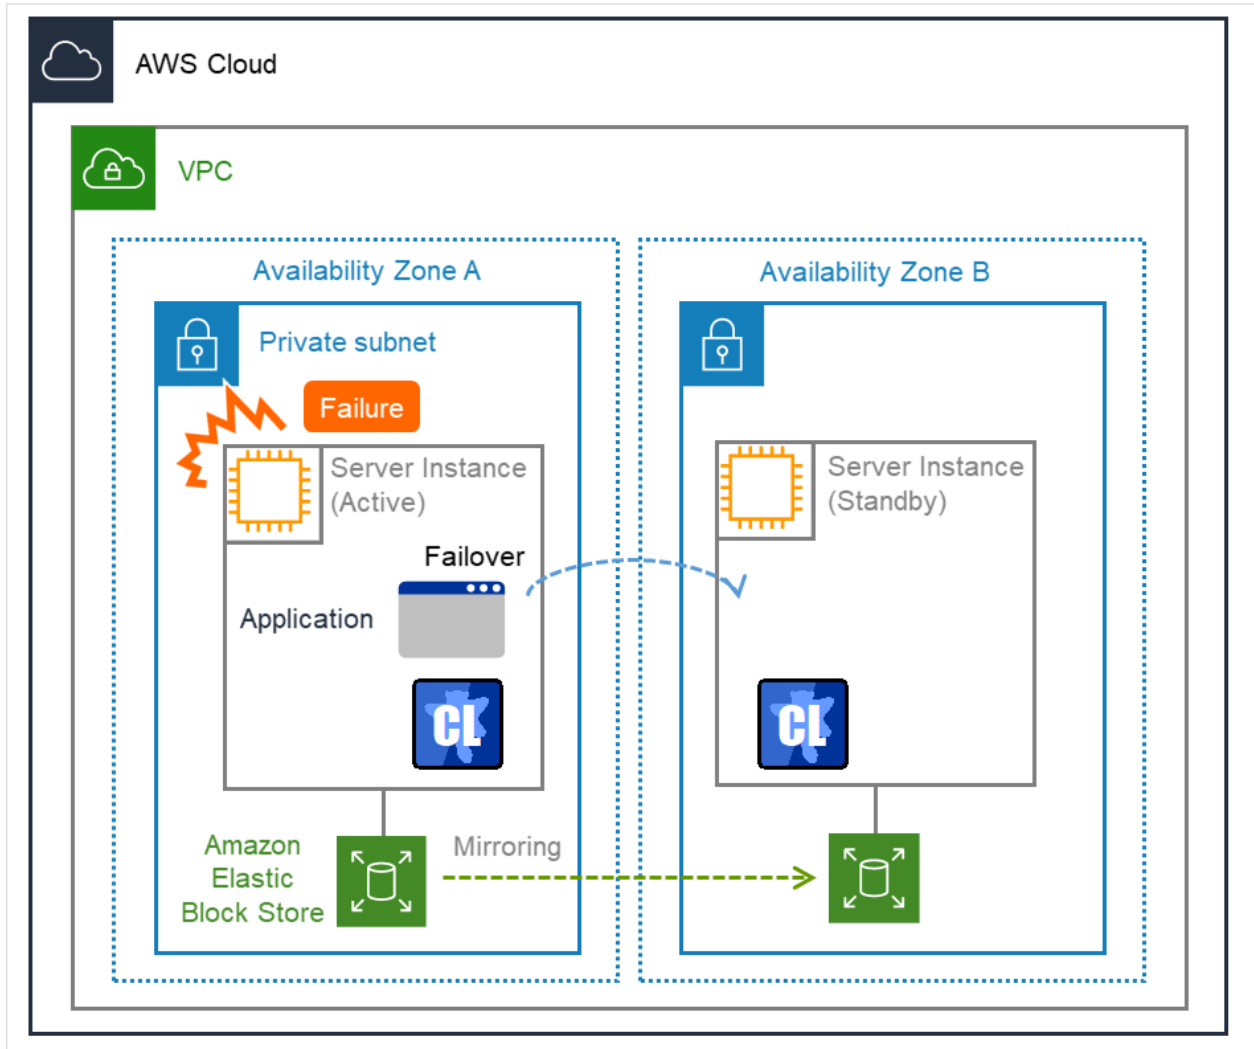 AWS Cloud
VPC
Availability Zone A
Availability Zone B
Private subnet
Failure
Server Instance
(Active)
Server Instance
(Standby)
Failover
Application
CL
CL
Amazon
Elastic
Block Store
Mirroring